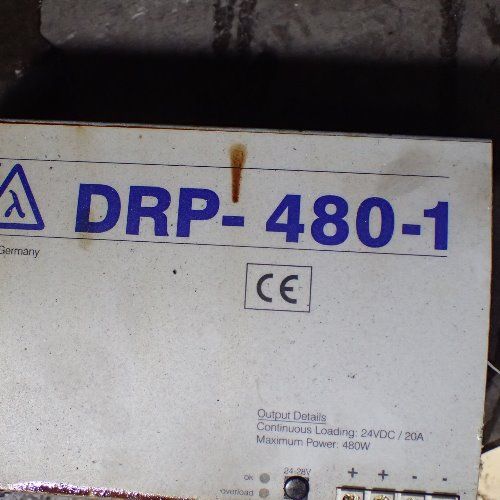 λ DRP- 480-1
Germany
CE
Output Details
Continuous Loading: 24VDC / 20A
Maximum Power: 480W
24-28V
+ + - -
ok
overload